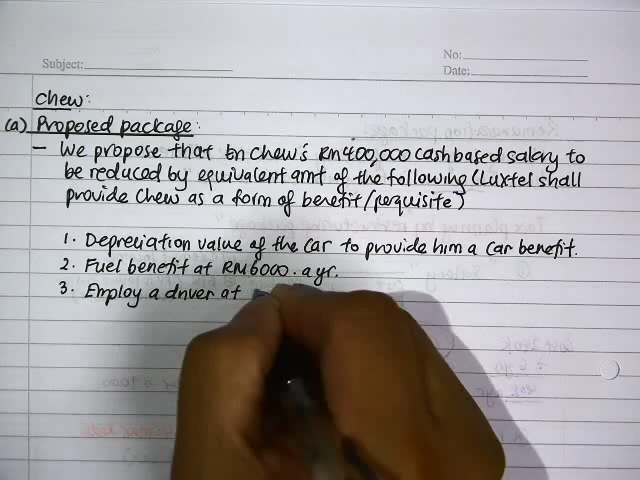 Subject:
No:
Date:
Chew:
(a) Proposed package:
- We propose that En Chew's RM400,000 cash based salary to
be reduced by equivalent amt of the following (Luxtel shall
provide Chew as a form of benefit/perquisite)
1. Depreciation value of the car to provide him a car benefit.
2. Fuel benefit at RM6000. a yr.
3. Employ a driver at